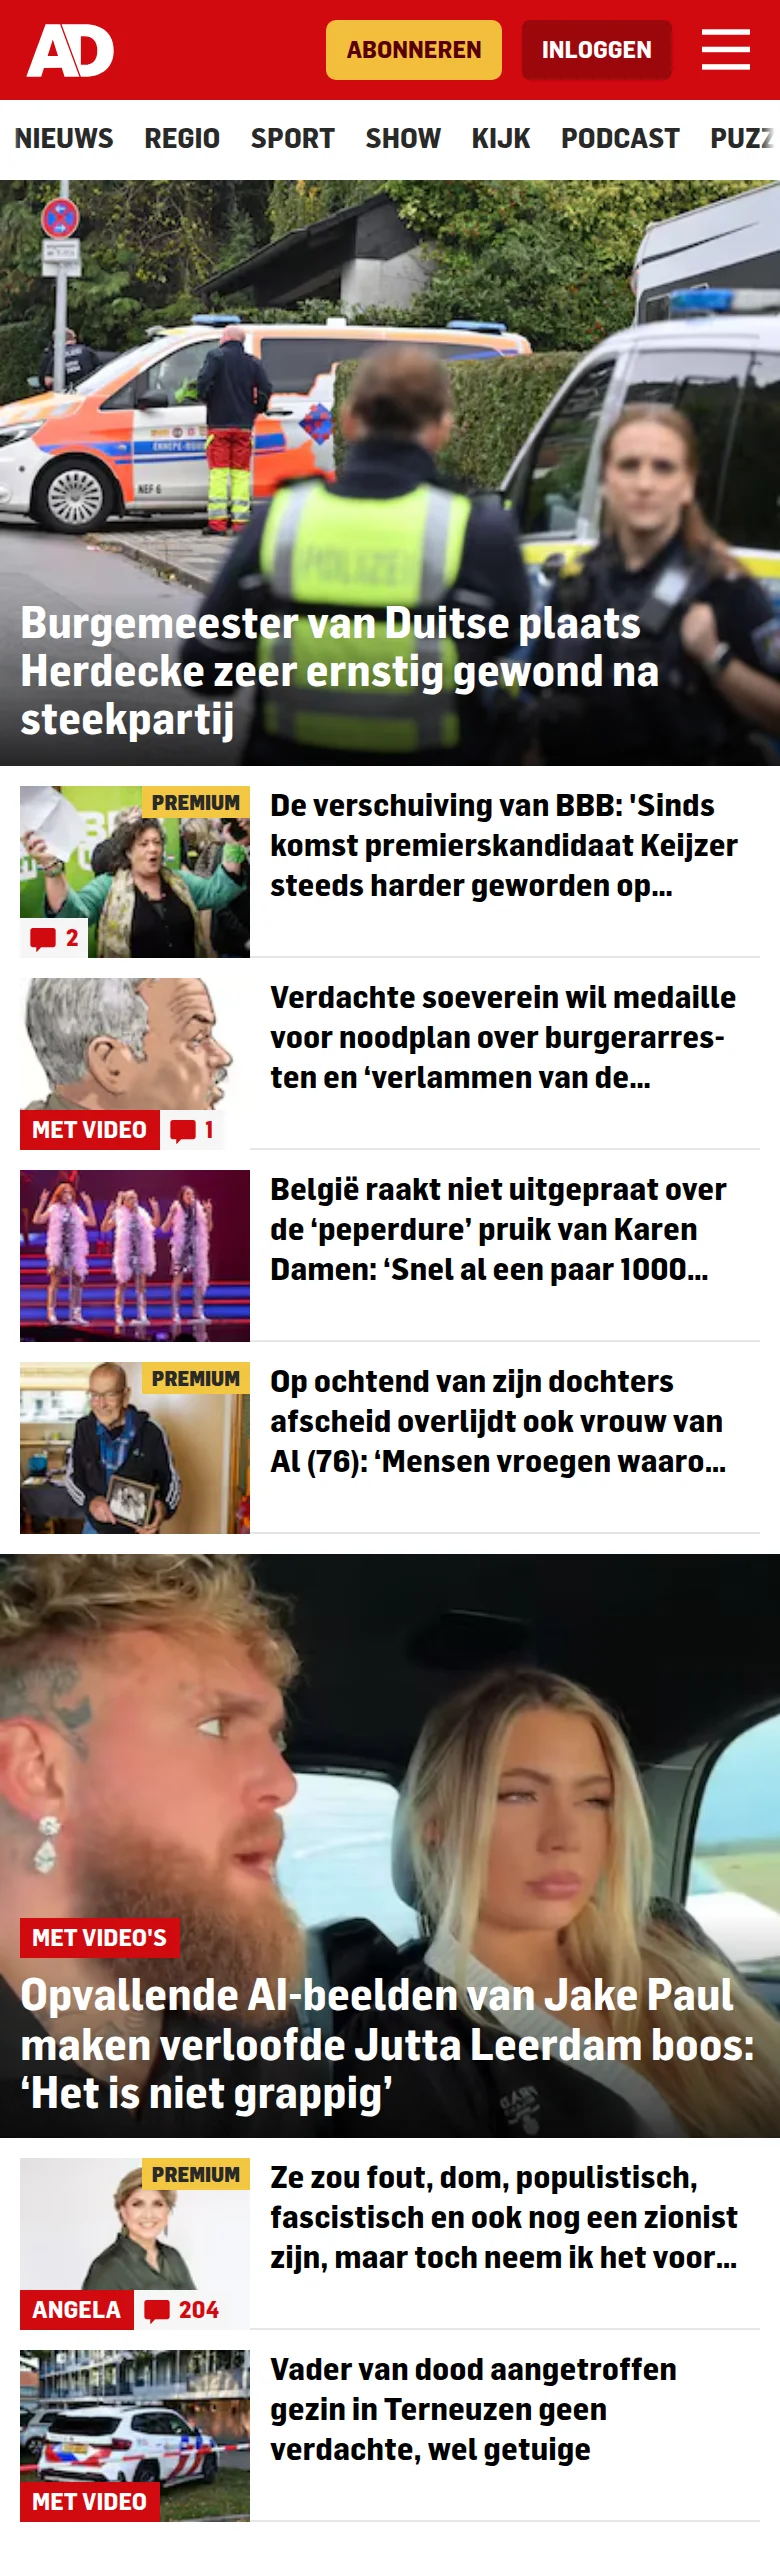 AD
ABONNEREN
INLOGGEN
NIEUWS REGIO SPORT SHOW KIJK PODCAST PUZZ
NEF 6
POLIZEI
Burgemeester van Duitse plaats
Herdecke zeer ernstig gewond na
steekpartij
PREMIUM
2
De verschuiving van BBB: 'Sinds
komst premierskandidaat Keijzer
steeds harder geworden op...
MET VIDEO
1
Verdachte soeverein wil medaille
voor noodplan over burgerarres-
ten en ‘verlammen van de...
België raakt niet uitgepraat over
de ‘peperdure’ pruik van Karen
Damen: ‘Snel al een paar 1000...
PREMIUM
Op ochtend van zijn dochters
afscheid overlijdt ook vrouw van
Al (76): ‘Mensen vroegen waaro...
MET VIDEO'S
Opvallende AI-beelden van Jake Paul
maken verloofde Jutta Leerdam boos:
‘Het is niet grappig’
PREMIUM
ANGELA
204
Ze zou fout, dom, populistisch,
fascistisch en ook nog een zionist
zijn, maar toch neem ik het voor...
MET VIDEO
Vader van dood aangetroffen
gezin in Terneuzen geen
verdachte, wel getuige